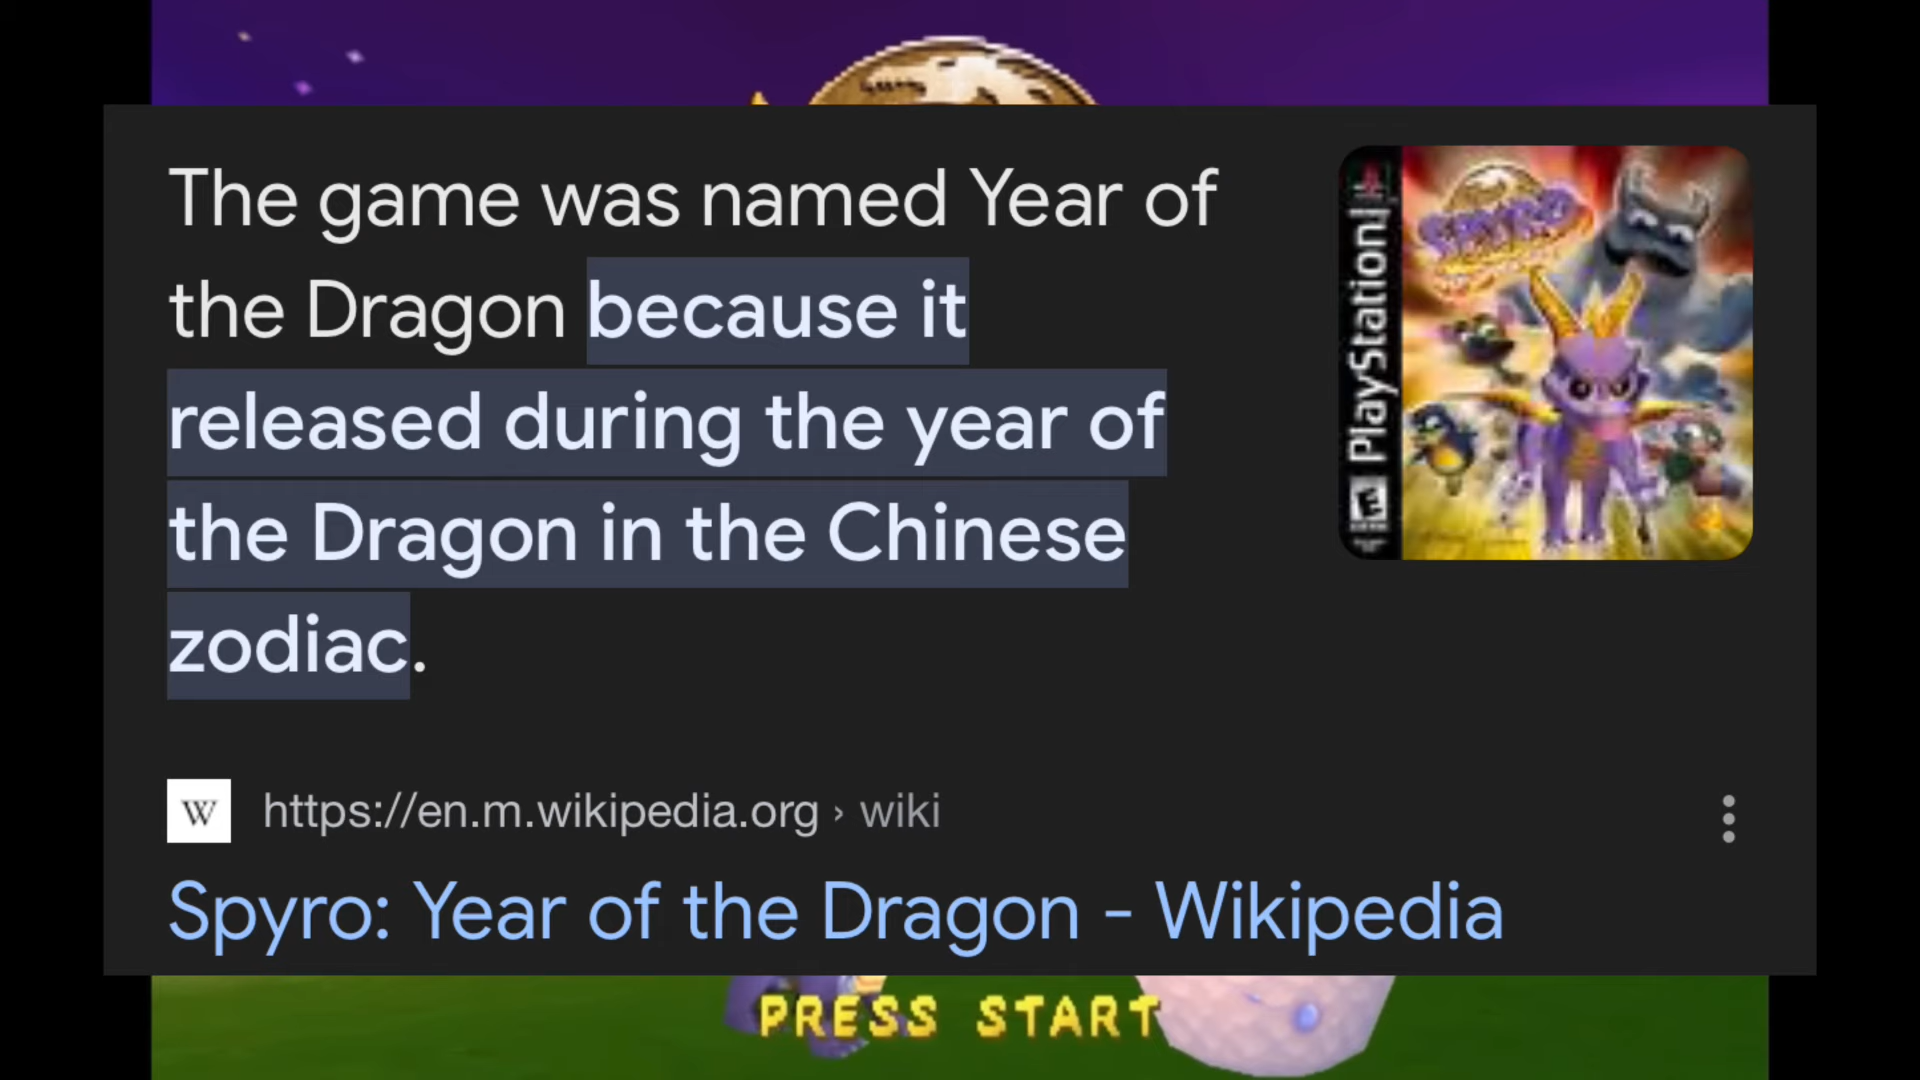 The game was named Year of
the Dragon because it
released during the year of
the Dragon in the Chinese
zodiac.
PlayStation
SPYRO
E
W https://en.m.wikipedia.org › wiki
Spyro: Year of the Dragon - Wikipedia
PRESS START